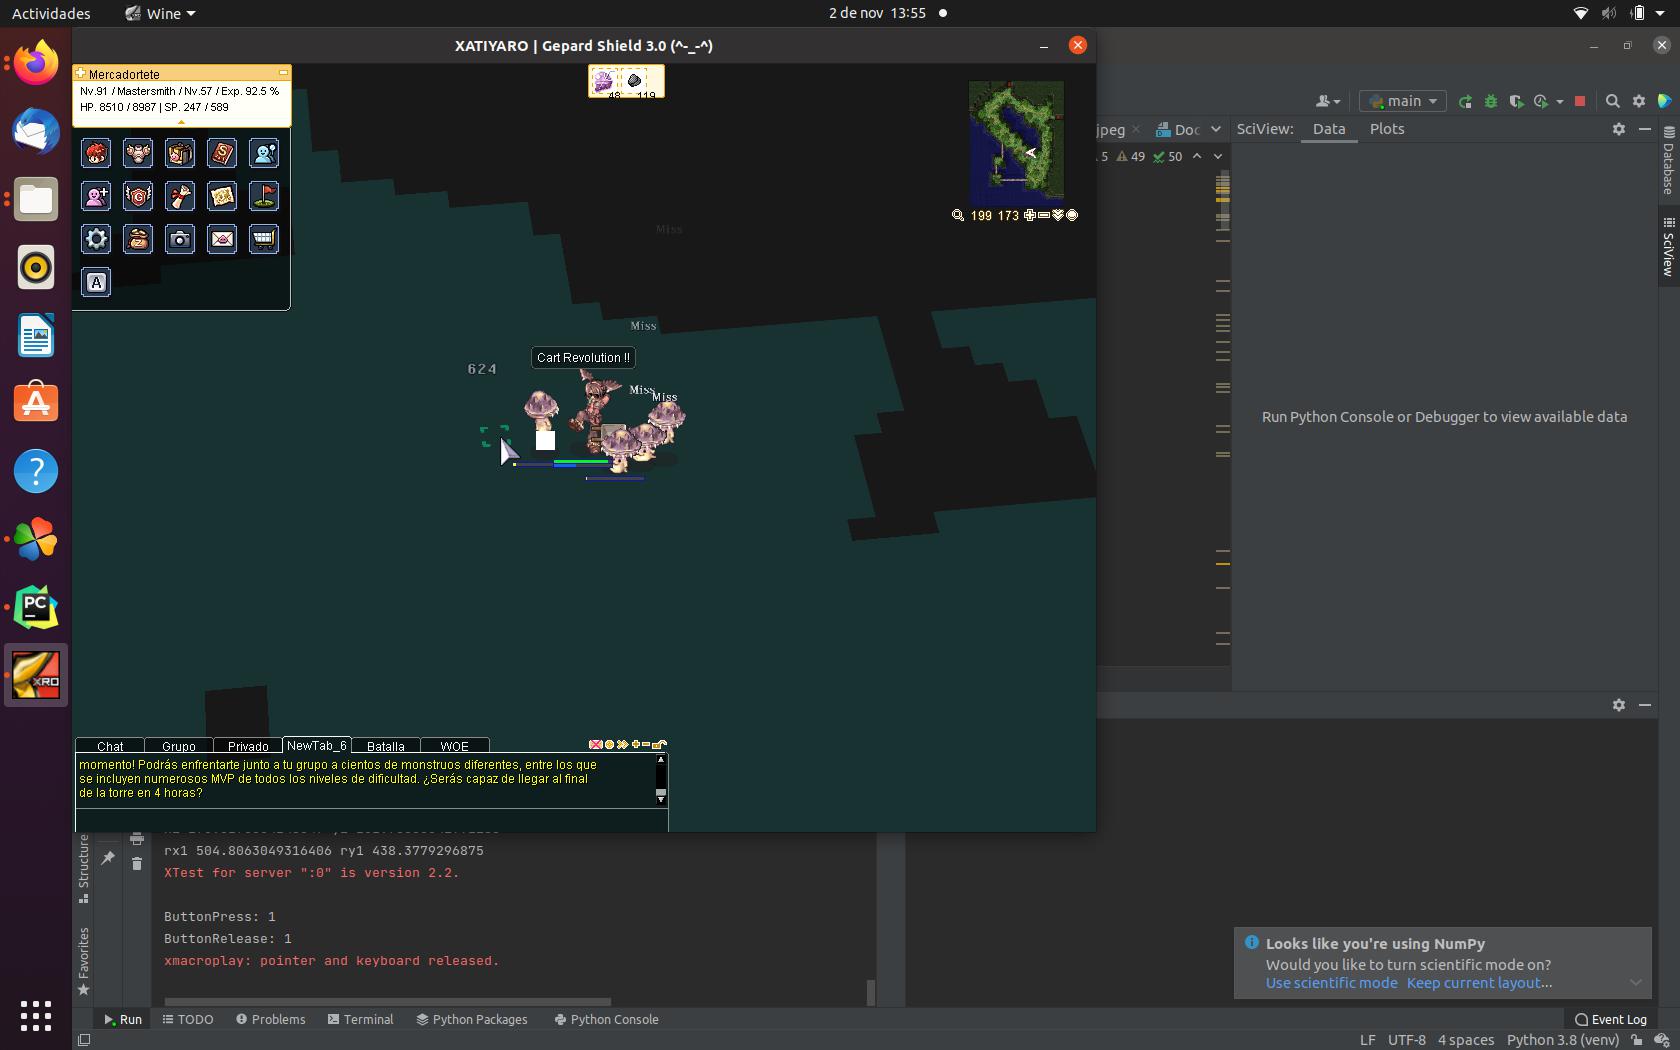 Actividades
Wine
2 de nov 13:55
XATIYARO | Gepard Shield 3.0 (^-_-^)
Mercadortete
Nv.91 / Mastersmith / Nv.57 / Exp. 92.5 %
HP. 8510 / 8987 | SP. 247 / 589
48 119
199 173
Miss
Miss
624
Cart Revolution !!
Miss
Miss
A
PC
XRO
main
jpeg
Doc
SciView:
Data
Plots
5
49
50
Database
SciView
Run Python Console or Debugger to view available data
Chat
Grupo
Privado
NewTab_6
Batalla
WOE
momento! Podrás enfrentarte junto a tu grupo a cientos de monstruos diferentes, entre los que
se incluyen numerosos MVP de todos los niveles de dificultad. ¿Serás capaz de llegar al final
de la torre en 4 horas?
rx1 504.8063049316406 ry1 438.3779296875
XTest for server ":0" is version 2.2.
ButtonPress: 1
ButtonRelease: 1
xmacroplay: pointer and keyboard released.
Structure
Favorites
Looks like you're using NumPy
Would you like to turn scientific mode on?
Use scientific mode Keep current layout...
Run
TODO
Problems
Terminal
Python Packages
Python Console
Event Log
LF
UTF-8
4 spaces
Python 3.8 (venv)